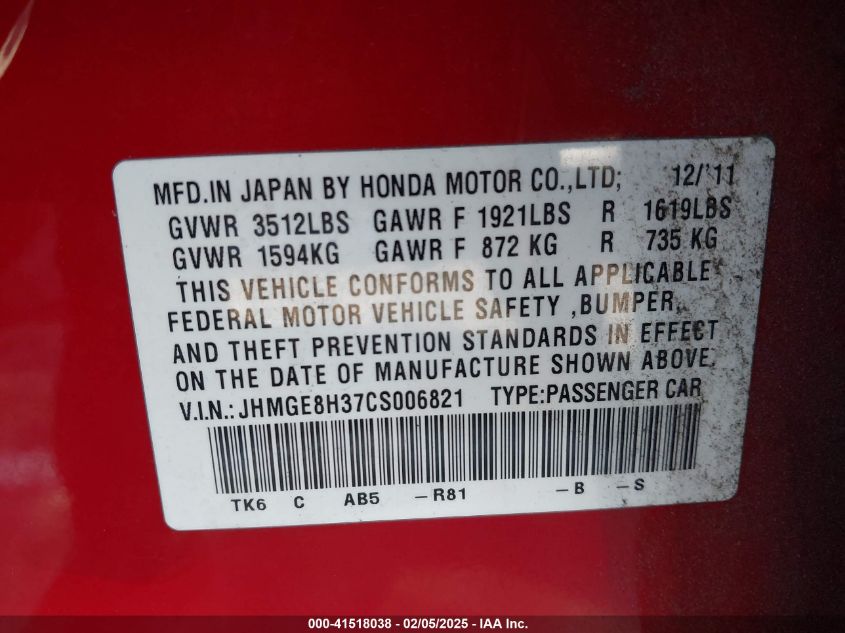 MFD.IN JAPAN BY HONDA MOTOR CO.,LTD; 12/'11
GVWR 3512LBS GAWR F 1921LBS R 1619LBS
GVWR 1594KG GAWR F 872 KG R 735 KG
THIS VEHICLE CONFORMS TO ALL APPLICABLE
FEDERAL MOTOR VEHICLE SAFETY ,BUMPER,
AND THEFT PREVENTION STANDARDS IN EFFECT
ON THE DATE OF MANUFACTURE SHOWN ABOVE.
V.I.N.: JHMGE8H37CS006821 TYPE:PASSENGER CAR
TK6 C AB5 -R81 -B -S
000-41518038 - 02/05/2025 - IAA Inc.